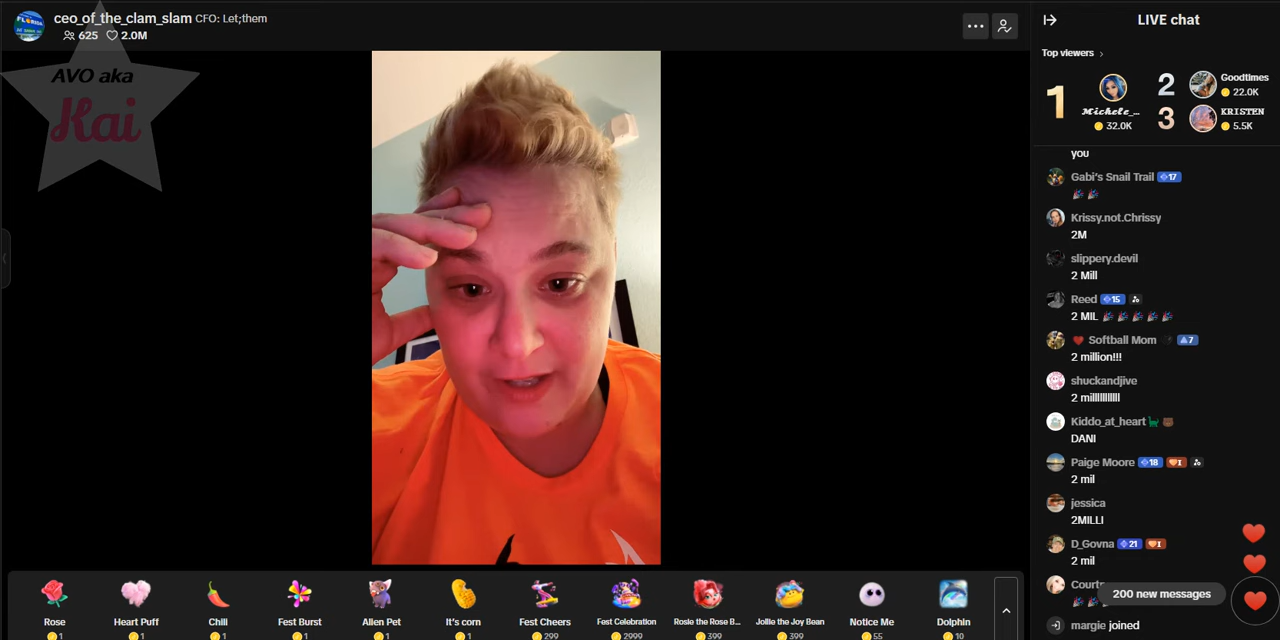 ceo_of_the_clam_slam CFO: Let;them
625 2.0M
AVO aka
Kai
LIVE chat
Top viewers
1
Michele_...
32.0K
2
Goodtimes
22.0K
3
KRISTEN
5.5K
you
Gabi's Snail Trail 17
Krissy.not.Chrissy
2M
slippery.devil
2 Mill
Reed 15
2 MIL
Softball Mom 7
2 million!!!
shuckandjive
2 milllllllllll
Kiddo_at_heart
DANI
Paige Moore 18 I
2 mil
jessica
2MILLI
D_Govna 21 I
2 mil
200 new messages
margie joined
Rose
1
Heart Puff
1
Chili
1
Fest Burst
1
Alien Pet
1
It's corn
1
Fest Cheers
299
Fest Celebration
2999
Rosie the Rose B...
399
Jollie the Joy Bean
399
Notice Me
55
Dolphin
10